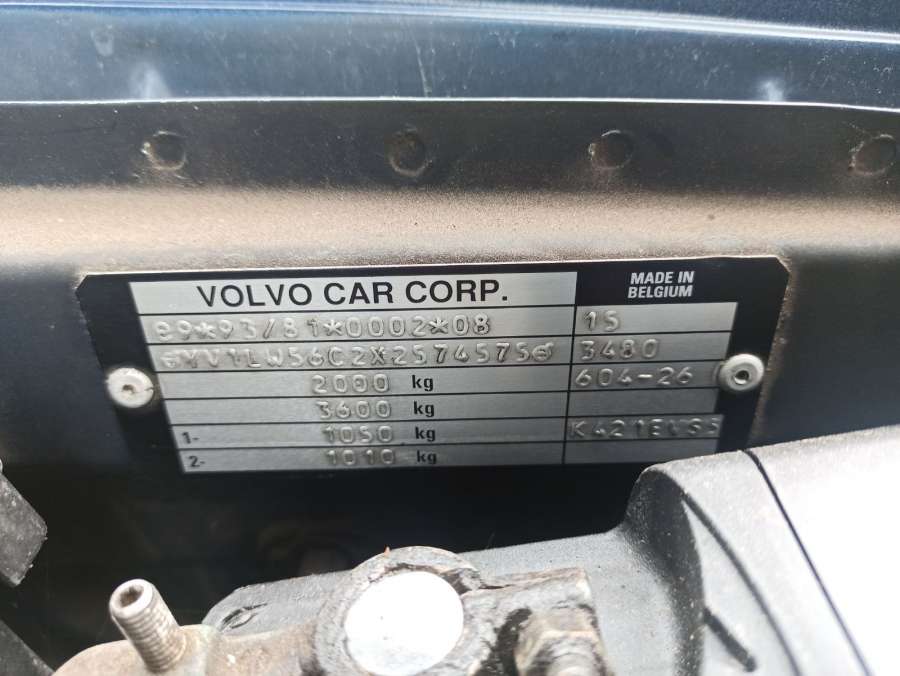 VOLVO CAR CORP.
MADE IN
BELGIUM
89*93/81*0002*08
15
YV1LW56C2X2574575
3480
2000 kg
604-26
3600 kg
1- 1050 kg
2- 1010 kg